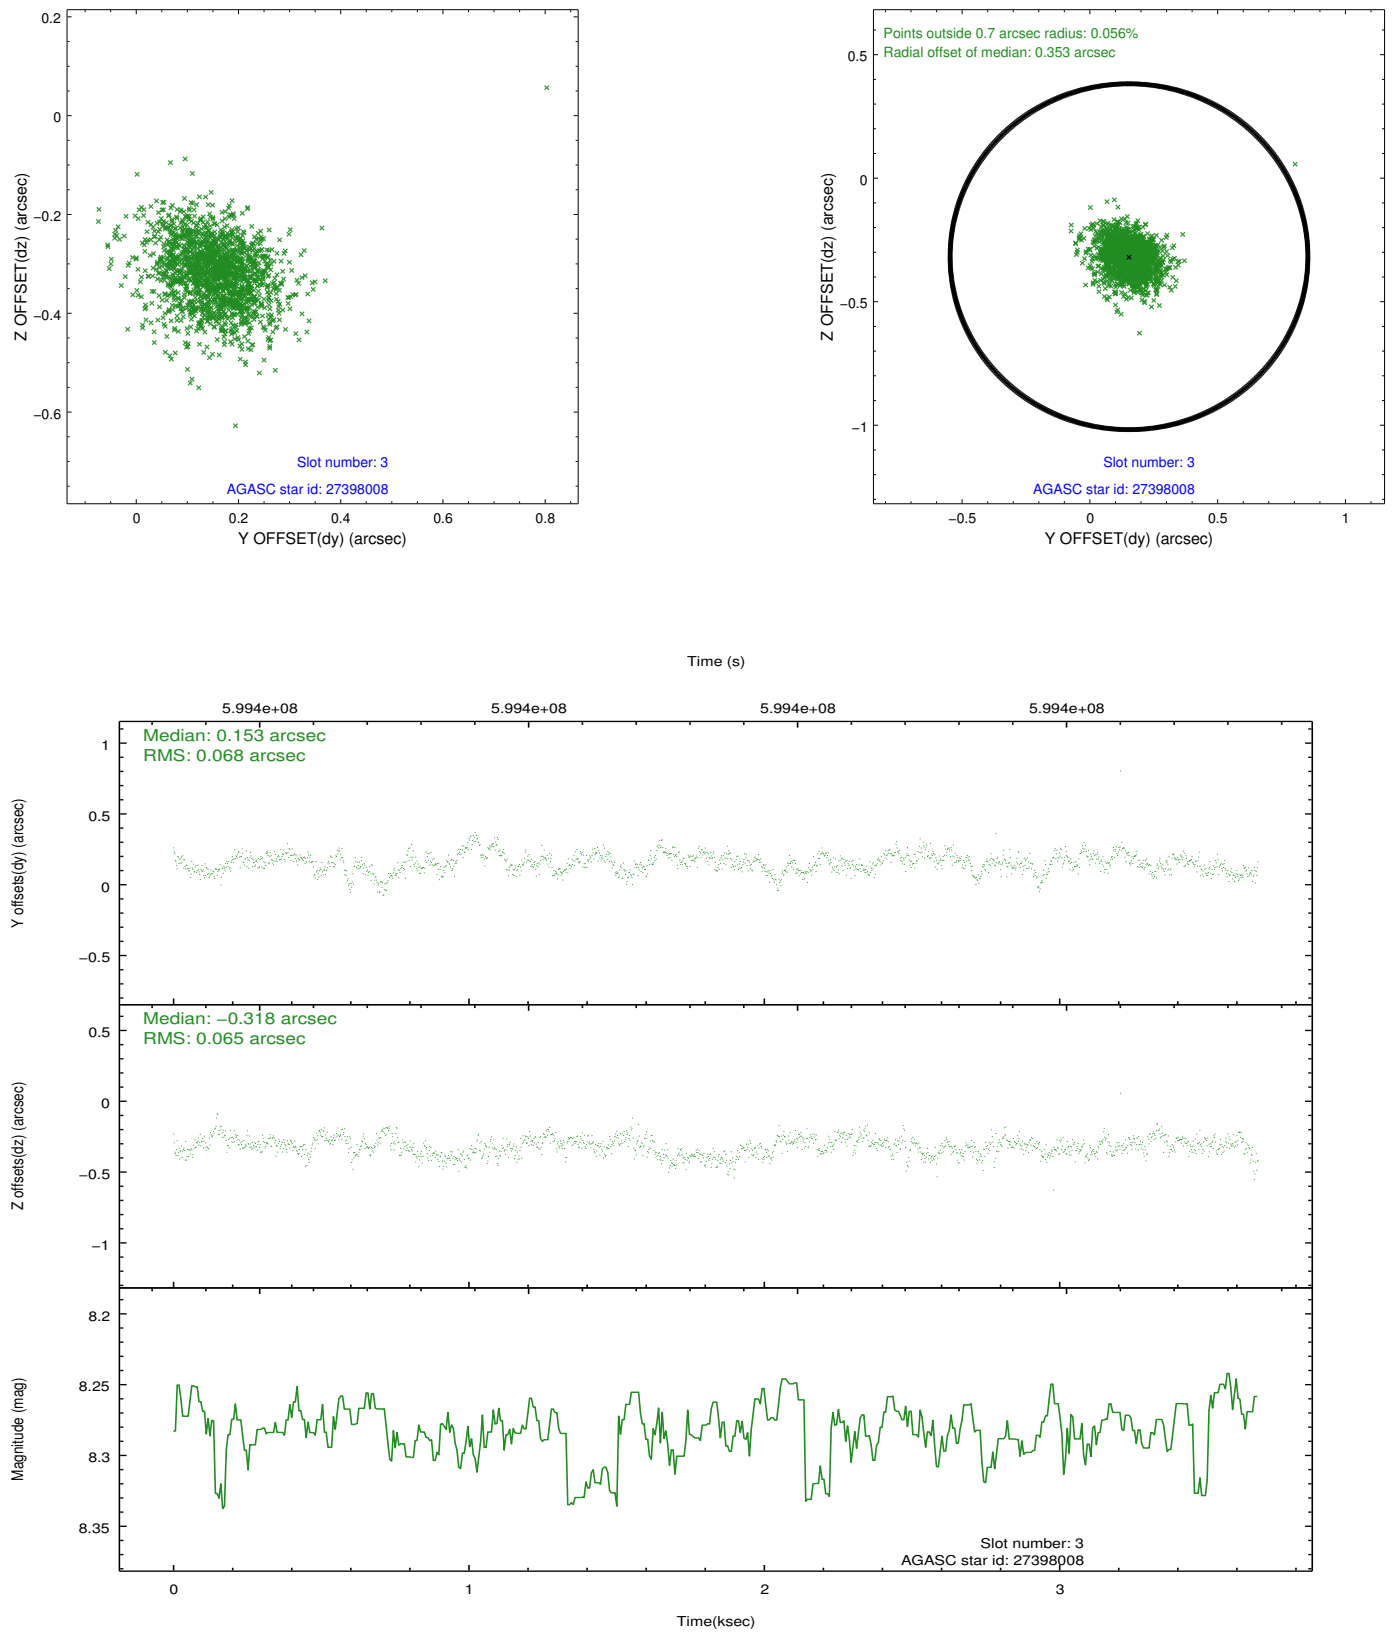 0.2
0
−0.2
−0.4
−0.6
Z OFFSET(dz) (arcsec)
Slot number: 3
AGASC star id: 27398008
0 0.2 0.4 0.6 0.8
Y OFFSET(dy) (arcsec)
Points outside 0.7 arcsec radius: 0.056%
Radial offset of median: 0.353 arcsec
0.5
0
−0.5
−1
Z OFFSET(dz) (arcsec)
Slot number: 3
AGASC star id: 27398008
−0.5 0 0.5 1
Y OFFSET(dy) (arcsec)
Time (s)
5.994e+08 5.994e+08 5.994e+08 5.994e+08
Median: 0.153 arcsec
RMS: 0.068 arcsec
1
0.5
0
−0.5
Y offsets(dy) (arcsec)
Median: −0.318 arcsec
RMS: 0.065 arcsec
0.5
0
−0.5
−1
Z offsets(dz) (arcsec)
8.2
8.25
8.3
8.35
Magnitude (mag)
Slot number: 3
AGASC star id: 27398008
0 1 2 3
Time(ksec)